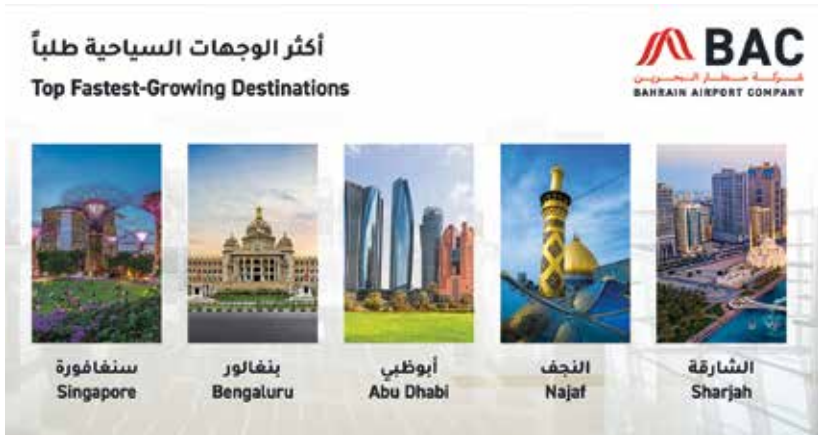 أكثر الوجهات السياحية طلباً
Top Fastest-Growing Destinations
BAC
شركة مطار البحرين
BAHRAIN AIRPORT COMPANY
سنغافورة
Singapore
بنغالور
Bengaluru
أبوظبي
Abu Dhabi
النجف
Najaf
الشارقة
Sharjah